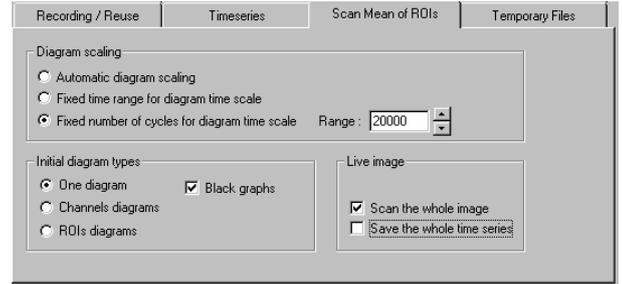 Recording / Reuse Timeseries Scan Mean of ROIs Temporary Files
Diagram scaling
Automatic diagram scaling
Fixed time range for diagram time scale
Fixed number of cycles for diagram time scale Range : 20000
Initial diagram types Live image
One diagram Black graphs
Channels diagrams Scan the whole image
ROIs diagrams Save the whole time series